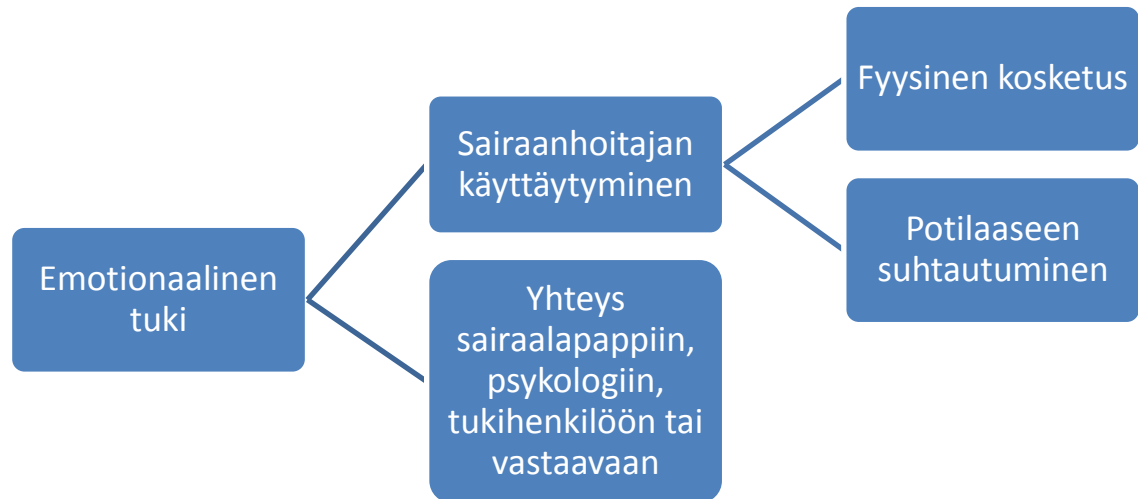 Emotionaalinen
tuki
Sairaanhoitajan
käyttäytyminen
Yhteys
sairaalapappiin,
psykologiin,
tukihenkilöön tai
vastaavaan
Fyysinen kosketus
Potilaaseen
suhtautuminen